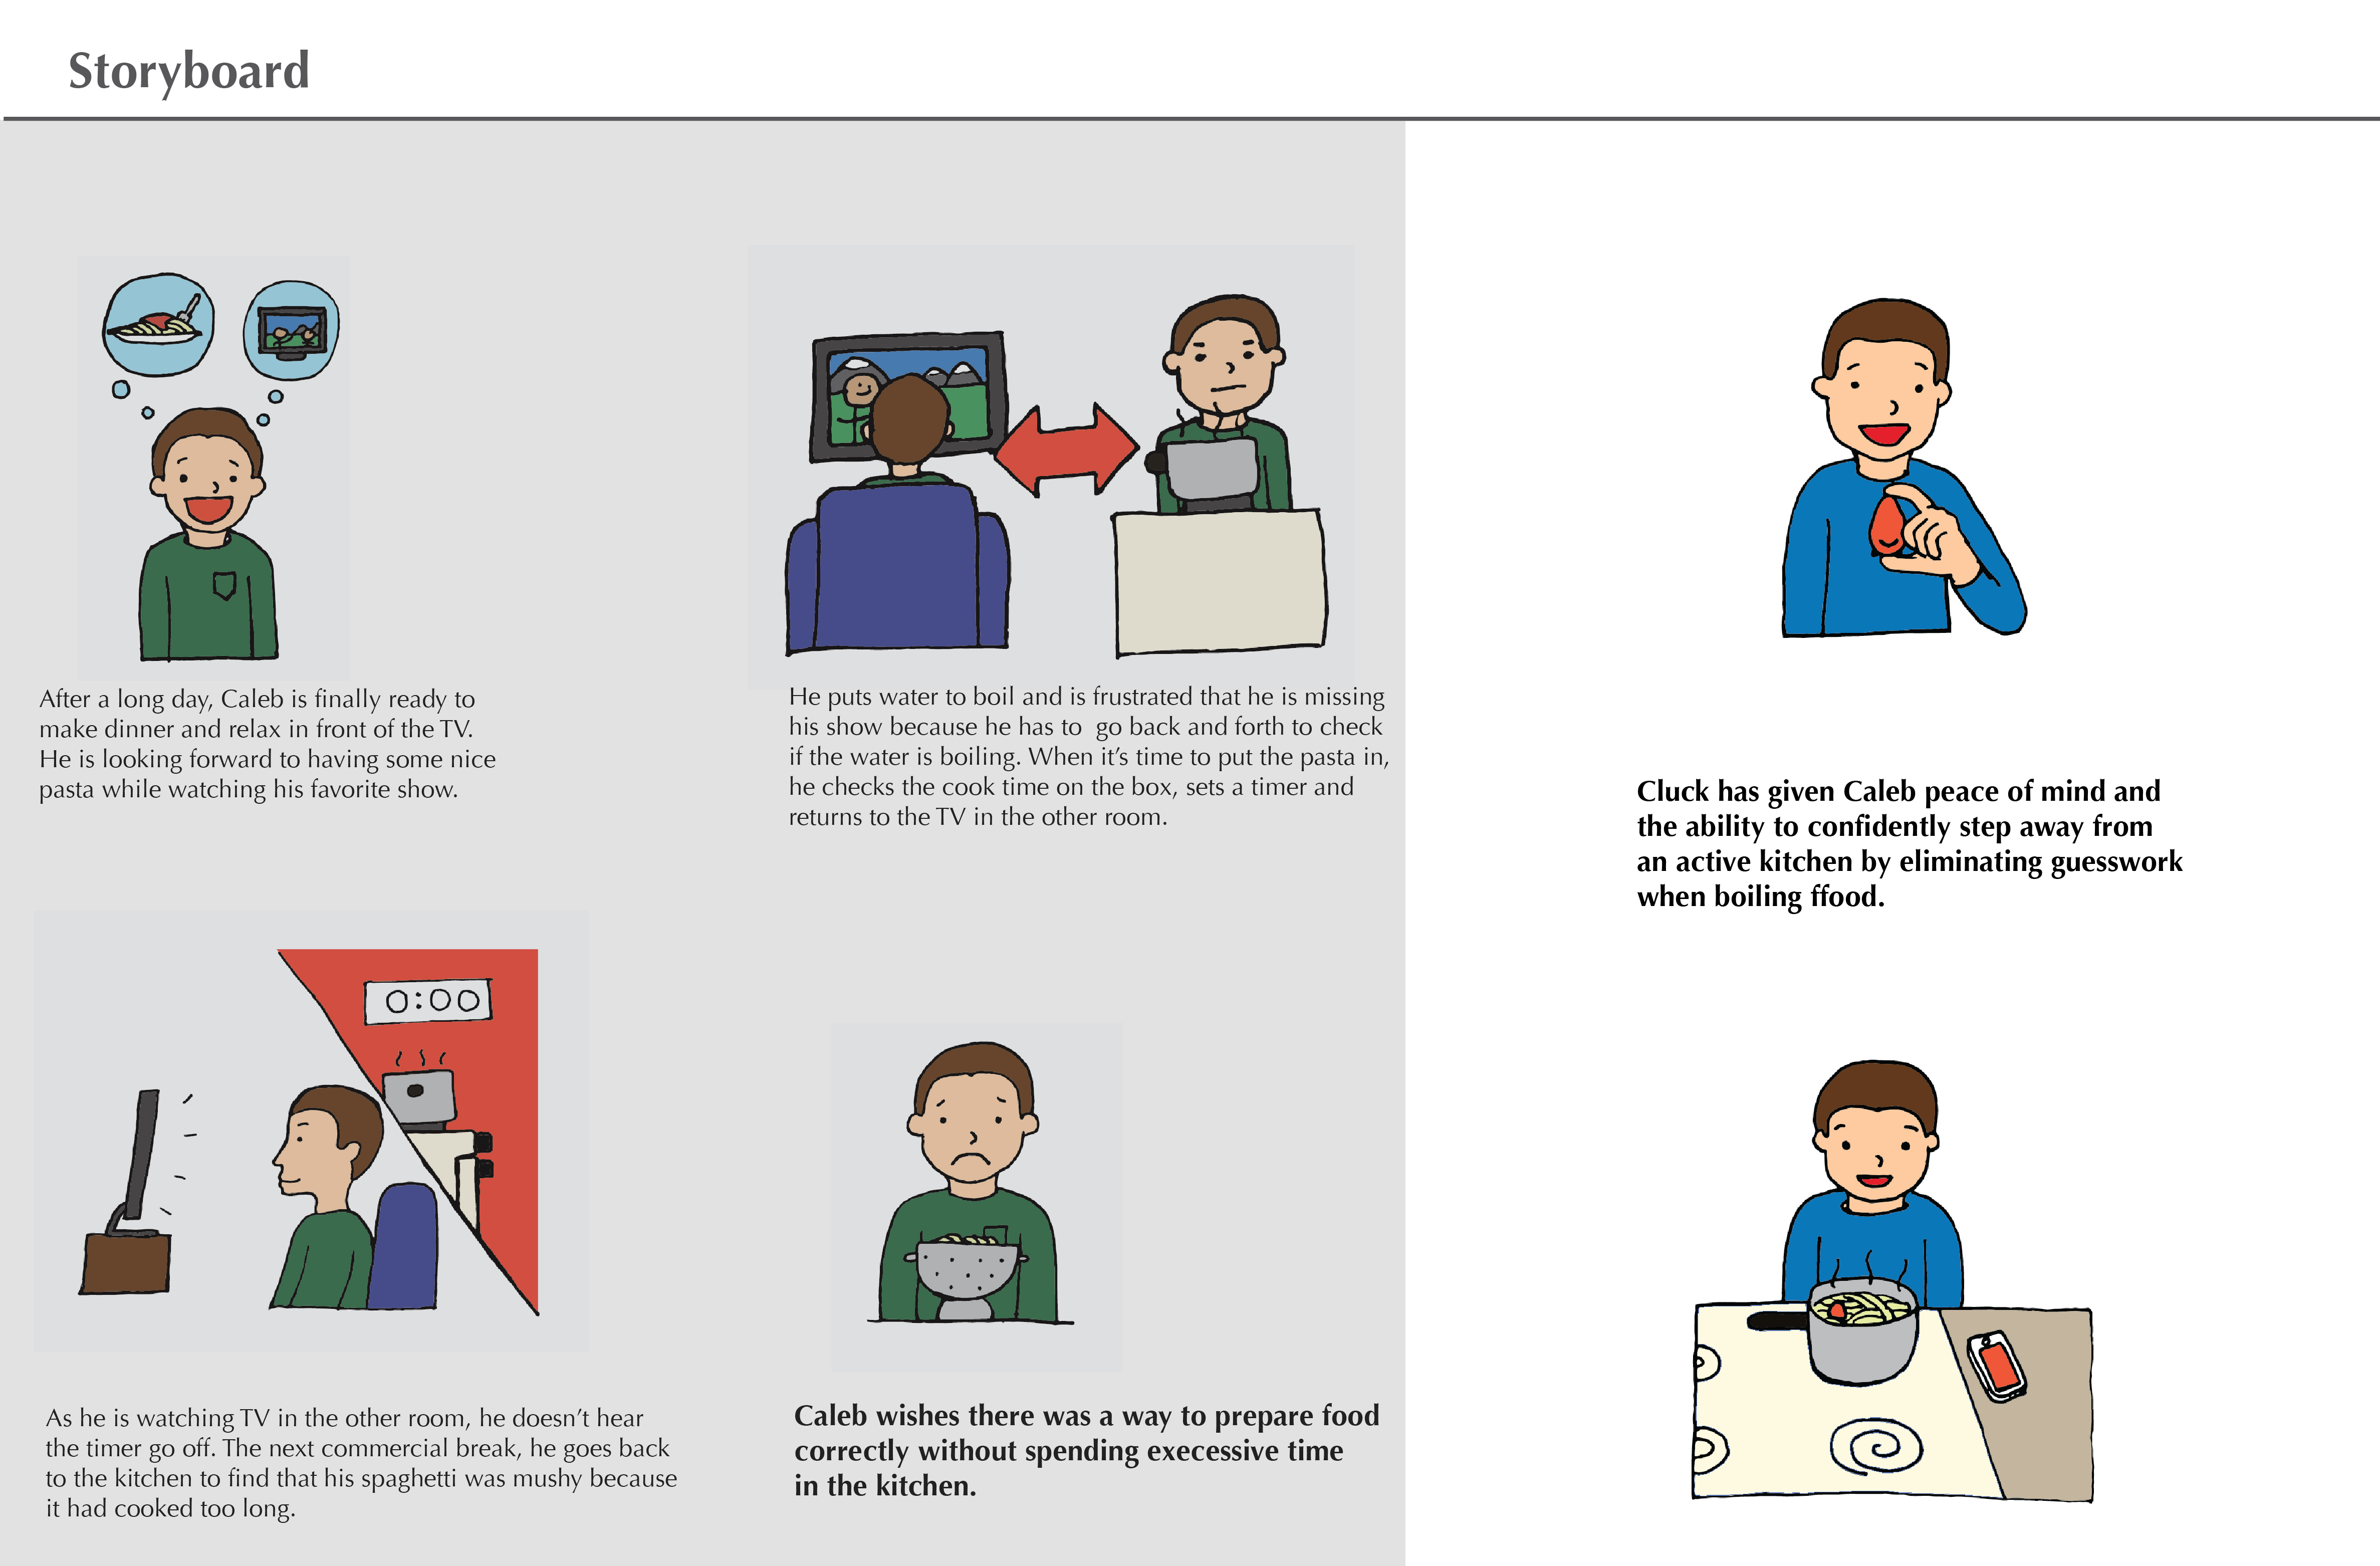 Storyboard
After a long day, Caleb is finally ready to
make dinner and relax in front of the TV.
He is looking forward to having some nice
pasta while watching his favorite show.
He puts water to boil and is frustrated that he is missing
his show because he has to  go back and forth to check
if the water is boiling. When it’s time to put the pasta in,
he checks the cook time on the box, sets a timer and
returns to the TV in the other room.
Cluck has given Caleb peace of mind and
the ability to confidently step away from
an active kitchen by eliminating guesswork
when boiling ffood.
0:00
As he is watching TV in the other room, he doesn’t hear
the timer go off. The next commercial break, he goes back
to the kitchen to find that his spaghetti was mushy because
it had cooked too long.
Caleb wishes there was a way to prepare food
correctly without spending execessive time
in the kitchen.